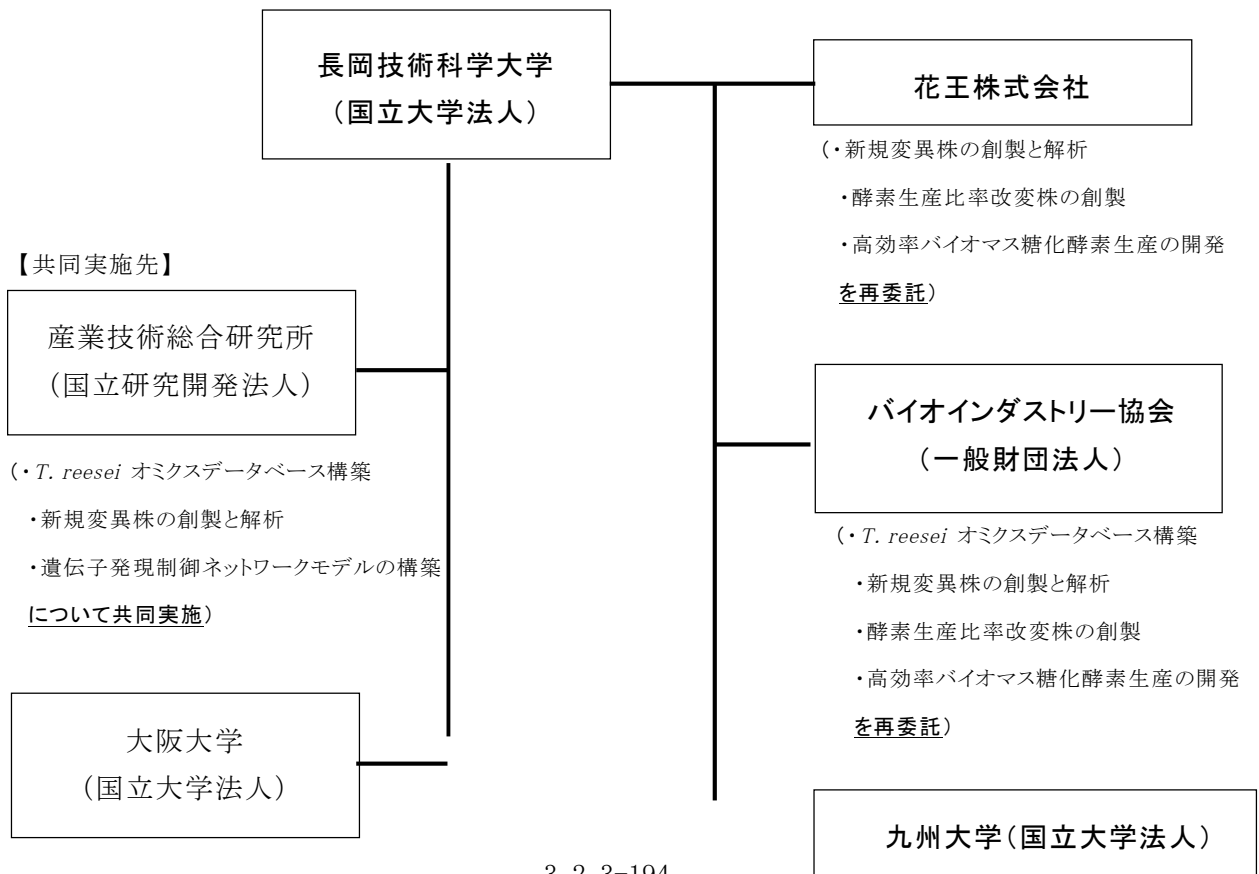 長岡技術科学大学
(国立大学法人)
花王株式会社
(・新規変異株の創製と解析
・酵素生産比率改変株の創製
・高効率バイオマス糖化酵素生産の開発
を再委託)
【共同実施先】
産業技術総合研究所
(国立研究開発法人)
(・T. reesei オミクスデータベース構築
・新規変異株の創製と解析
・遺伝子発現制御ネットワークモデルの構築
について共同実施)
バイオインダストリー協会
(一般財団法人)
(・T. reesei オミクスデータベース構築
・新規変異株の創製と解析
・酵素生産比率改変株の創製
・高効率バイオマス糖化酵素生産の開発
を再委託)
大阪大学
(国立大学法人)
九州大学(国立大学法人)
3-2-3-194